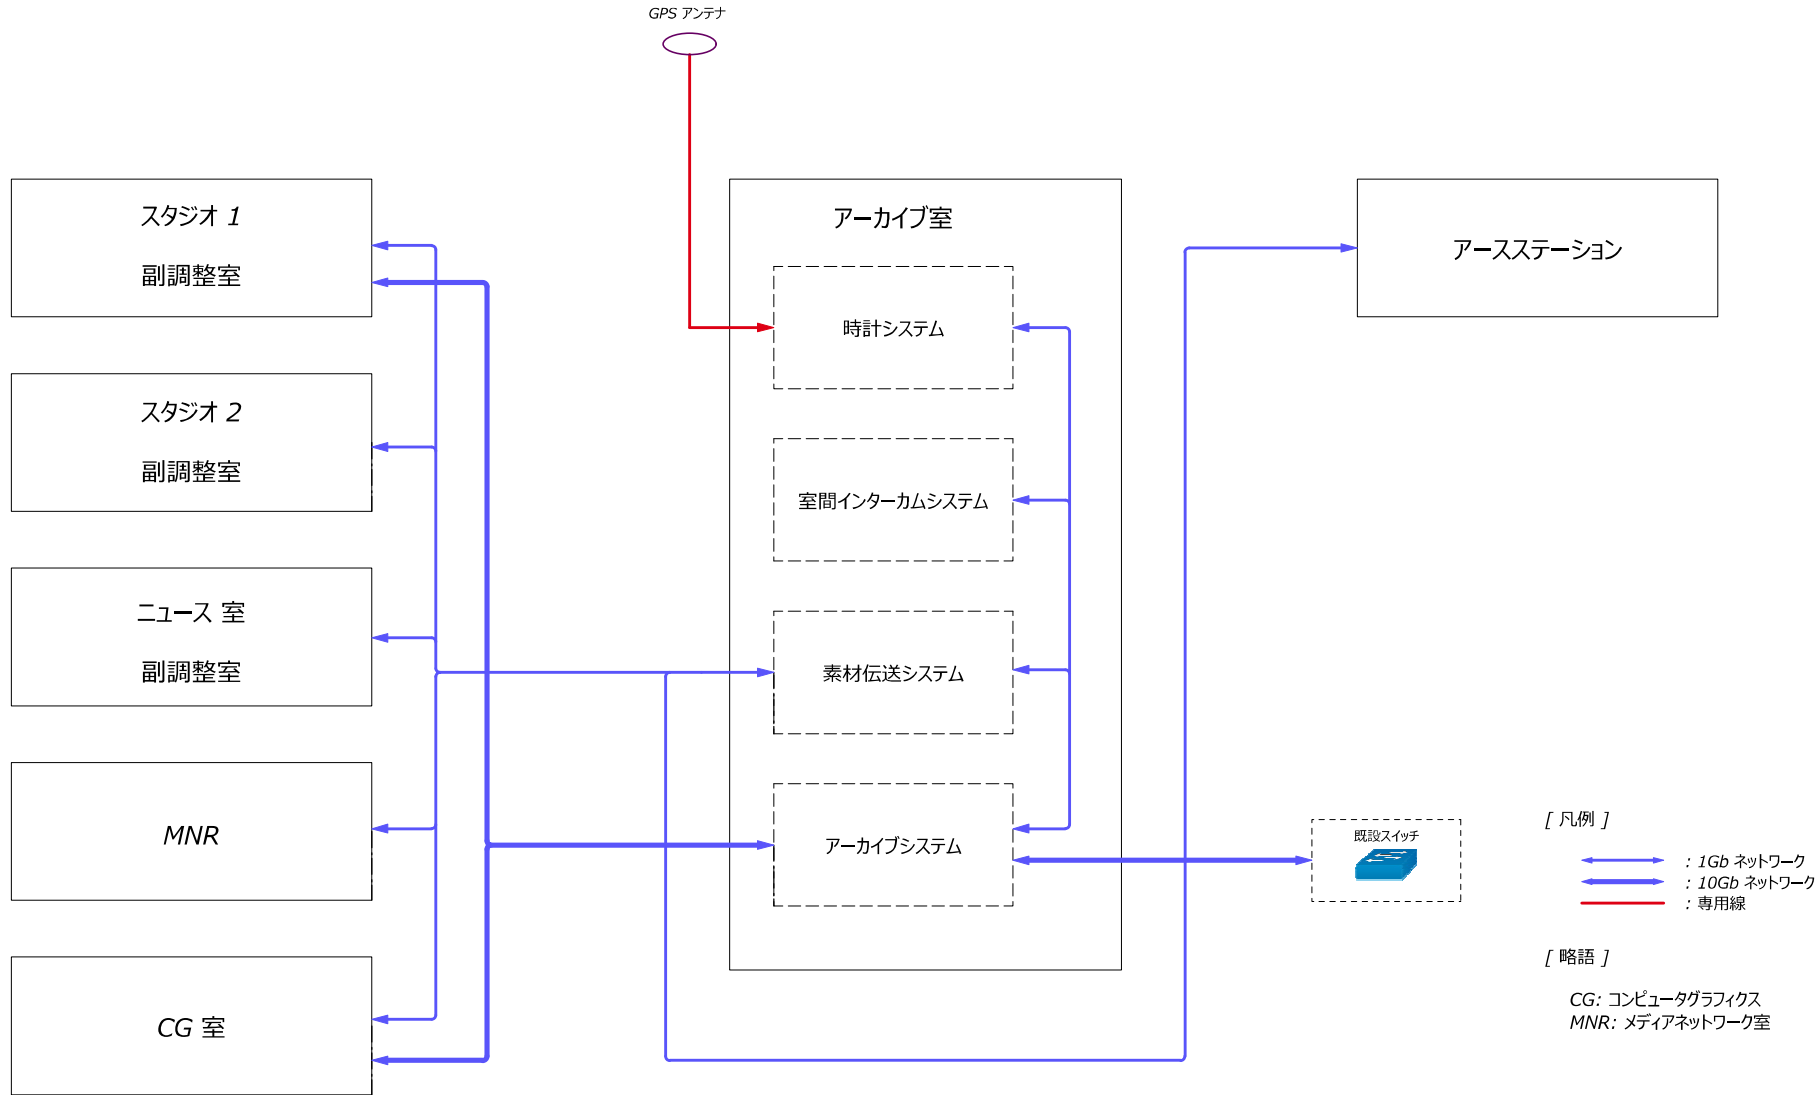 GPS アンテナ
スタジオ 1
副調整室
スタジオ 2
副調整室
ニュース 室
副調整室
MNR
CG 室
アーカイブ室
時計システム
室間インターカムシステム
素材伝送システム
アーカイブシステム
アースステーション
既設スイッチ
[ 凡例 ]
: 1Gb ネットワーク
: 10Gb ネットワーク
: 専用線
[ 略語 ]
CG: コンピュータグラフィクス
MNR: メディアネットワーク室